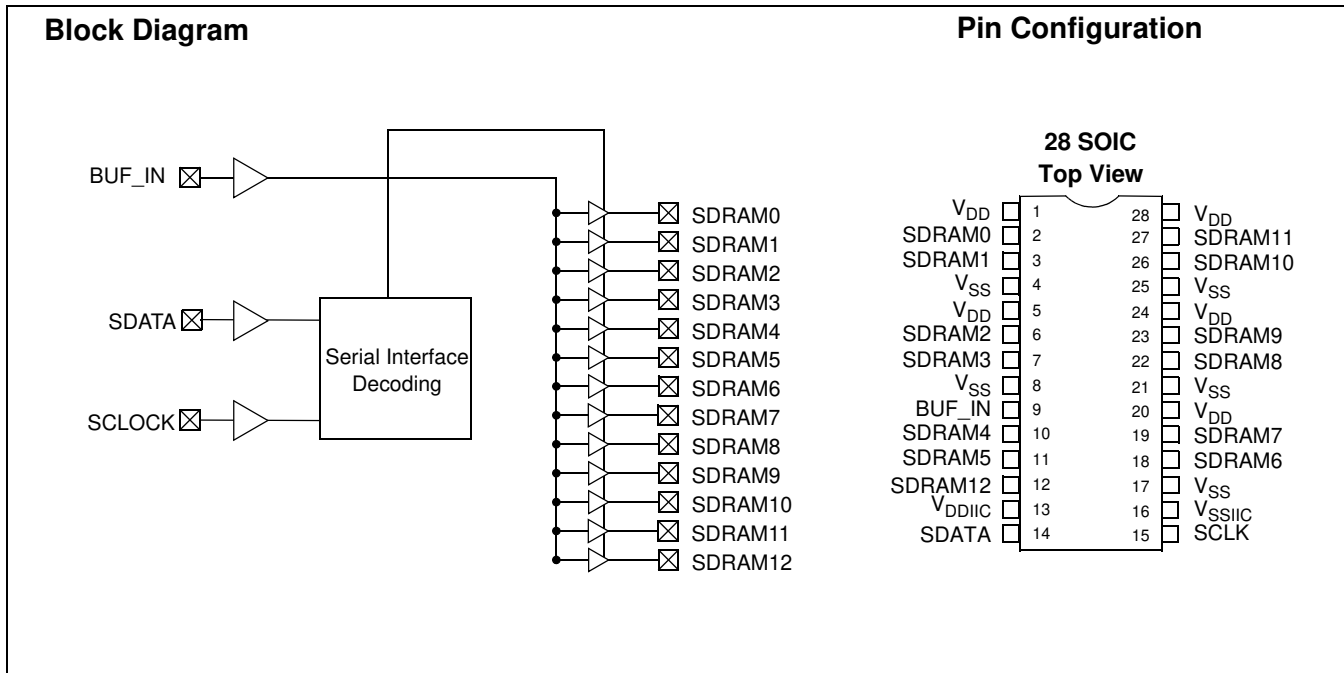 Block Diagram
Pin Configuration
BUF_IN
SDATA
SCLOCK
Serial Interface
Decoding
SDRAM0
SDRAM1
SDRAM2
SDRAM3
SDRAM4
SDRAM5
SDRAM6
SDRAM7
SDRAM8
SDRAM9
SDRAM10
SDRAM11
SDRAM12
28 SOIC
Top View
VDD 1 28 VDD
SDRAM0 2 27 SDRAM11
SDRAM1 3 26 SDRAM10
VSS 4 25 VSS
VDD 5 24 VDD
SDRAM2 6 23 SDRAM9
SDRAM3 7 22 SDRAM8
VSS 8 21 VSS
BUF_IN 9 20 VDD
SDRAM4 10 19 SDRAM7
SDRAM5 11 18 SDRAM6
SDRAM12 12 17 VSS
VDDIIC 13 16 VSSIIC
SDATA 14 15 SCLK